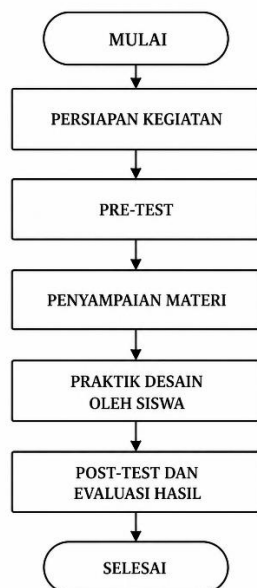 MULAI
PERSIAPAN KEGIATAN
PRE-TEST
PENYAMPAIAN MATERI
PRAKTIK DESAIN
OLEH SISWA
POST-TEST DAN
EVALUASI HASIL
SELESAI